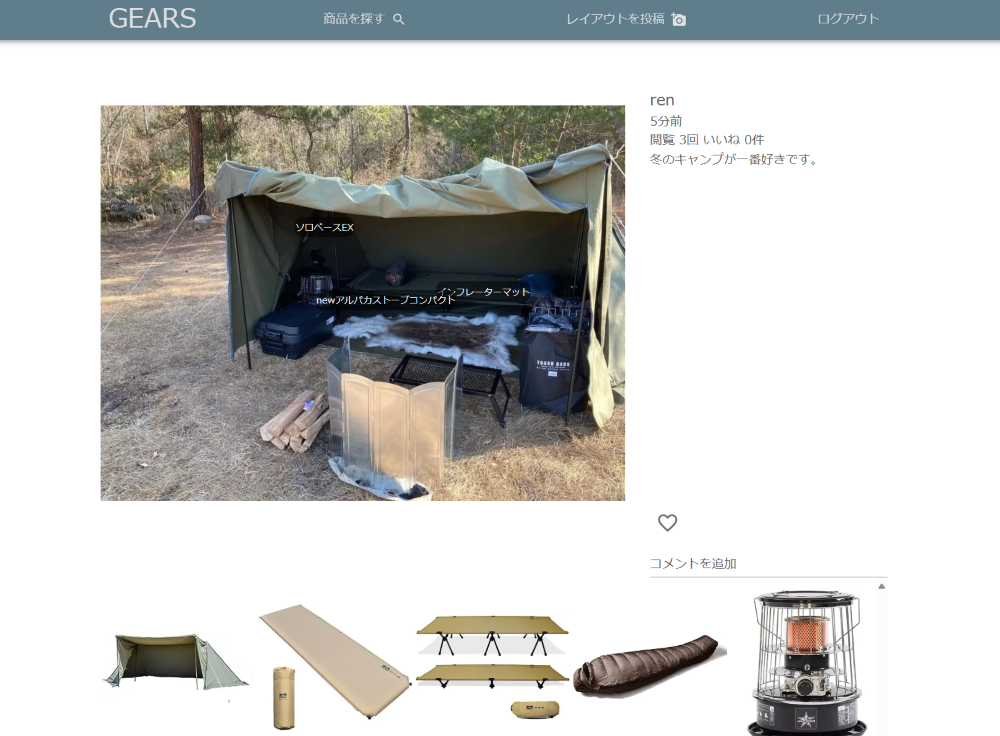 GEARS
商品を探す
レイアウトを投稿
ログアウト
ren
5分前
閲覧 3回 いいね 0件
冬のキャンプが一番好きです。
ソロベースEX
インフレーターマット
newアルパカストーブコンパクト
TRASH BAGS
コメントを追加